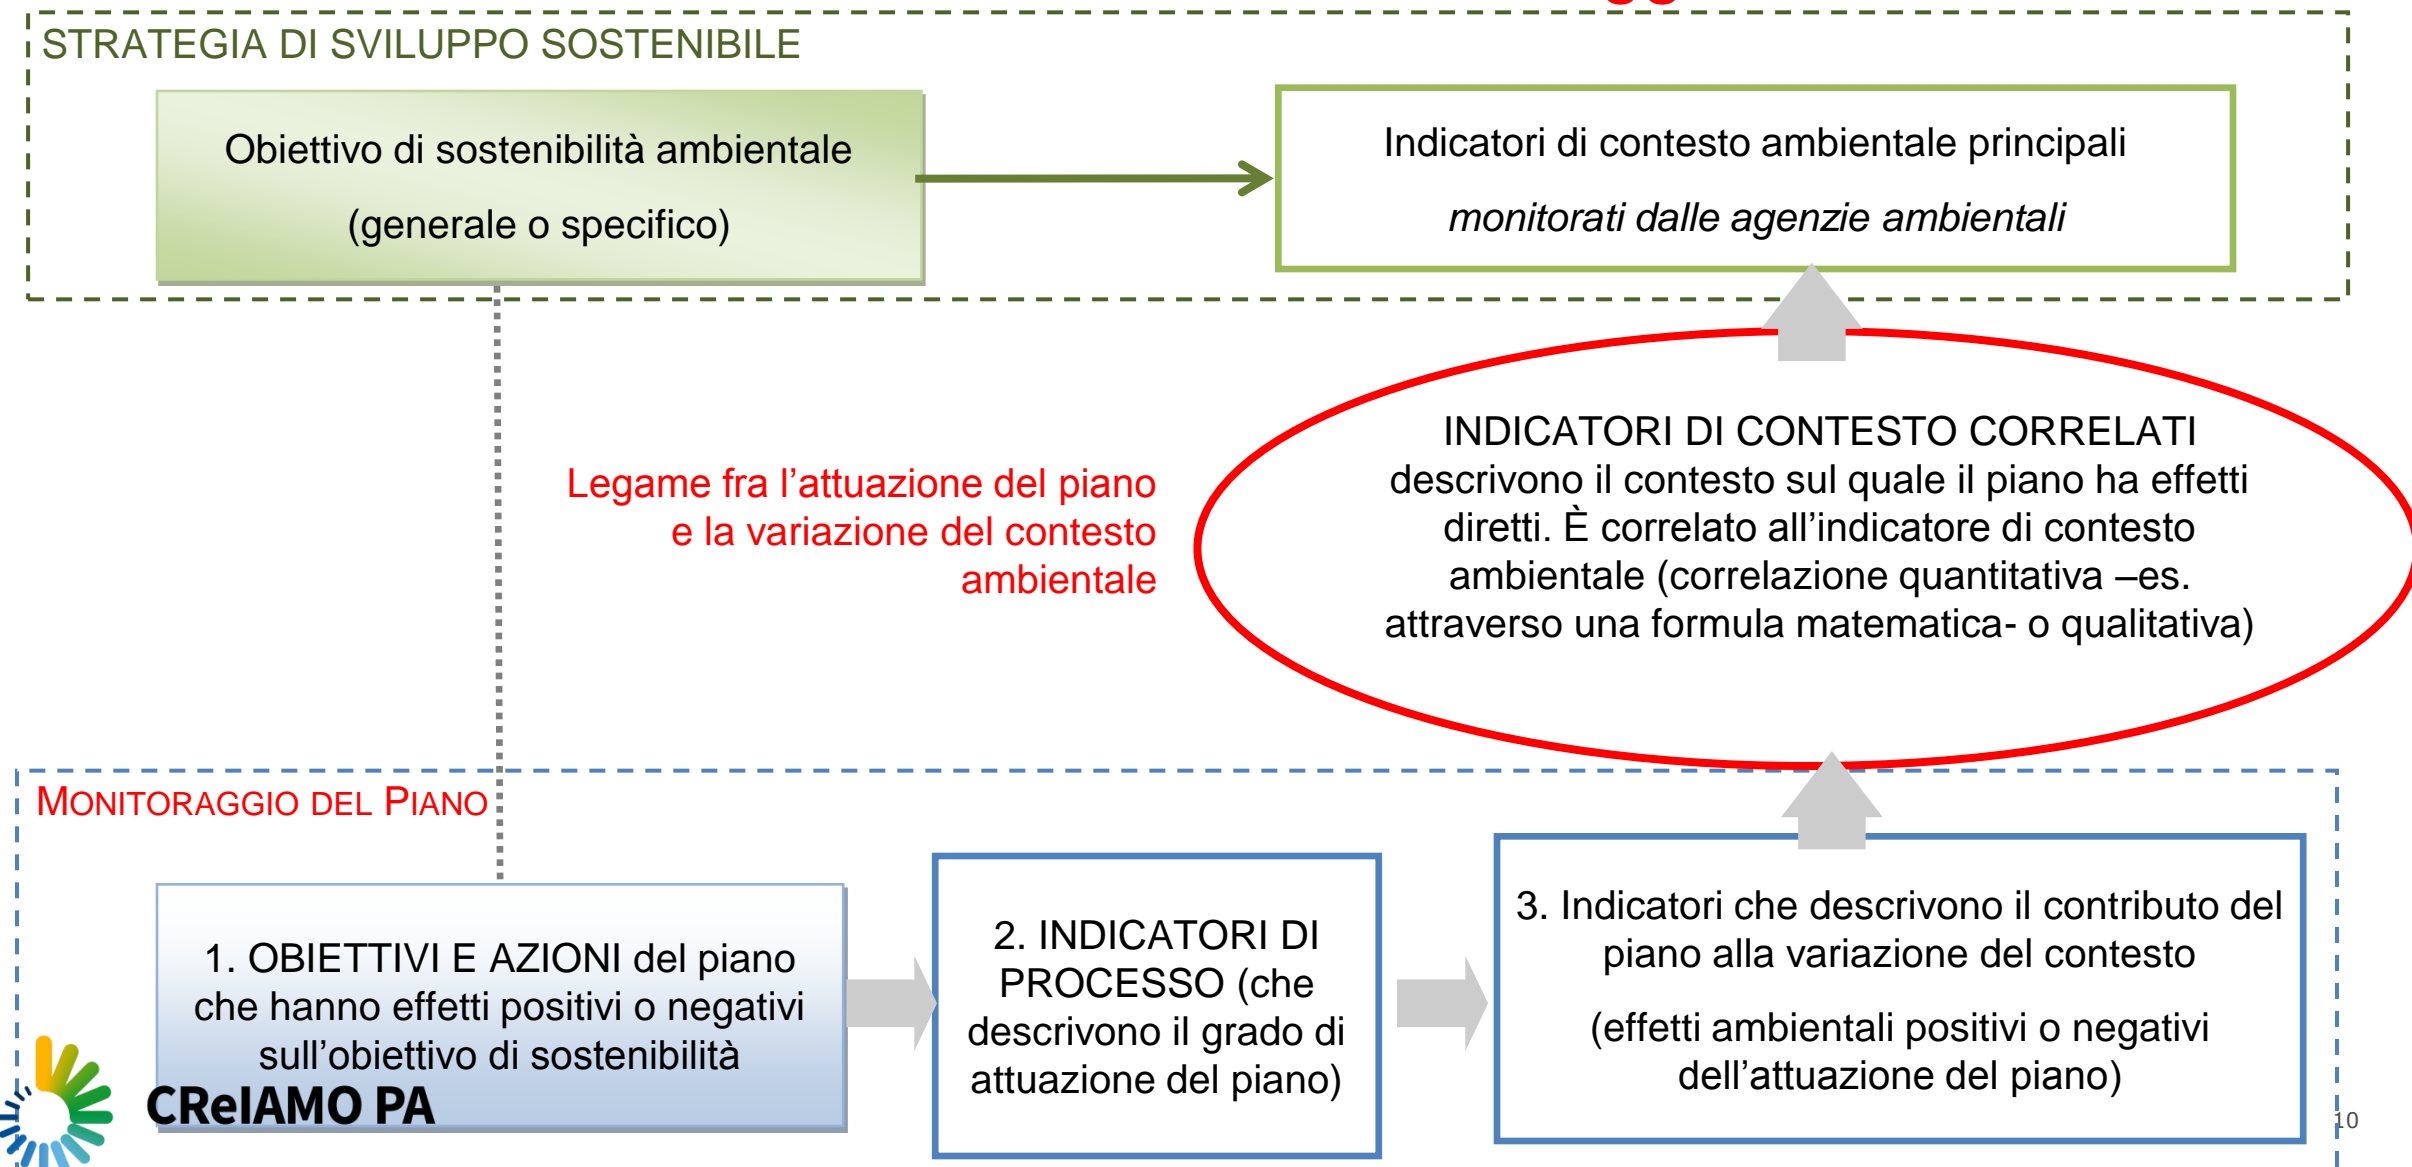 STRATEGIA DI SVILUPPO SOSTENIBILE
Obiettivo di sostenibilità ambientale
(generale o specifico)
Indicatori di contesto ambientale principali
monitorati dalle agenzie ambientali
Legame fra l’attuazione del piano
e la variazione del contesto
ambientale
INDICATORI DI CONTESTO CORRELATI
descrivono il contesto sul quale il piano ha effetti
diretti. È correlato all’indicatore di contesto
ambientale (correlazione quantitativa –es.
attraverso una formula matematica- o qualitativa)
MONITORAGGIO DEL PIANO
1. OBIETTIVI E AZIONI del piano
che hanno effetti positivi o negativi
sull’obiettivo di sostenibilità
2. INDICATORI DI
PROCESSO (che
descrivono il grado di
attuazione del piano)
3. Indicatori che descrivono il contributo del
piano alla variazione del contesto
(effetti ambientali positivi o negativi
dell’attuazione del piano)
CReIAMO PA
10